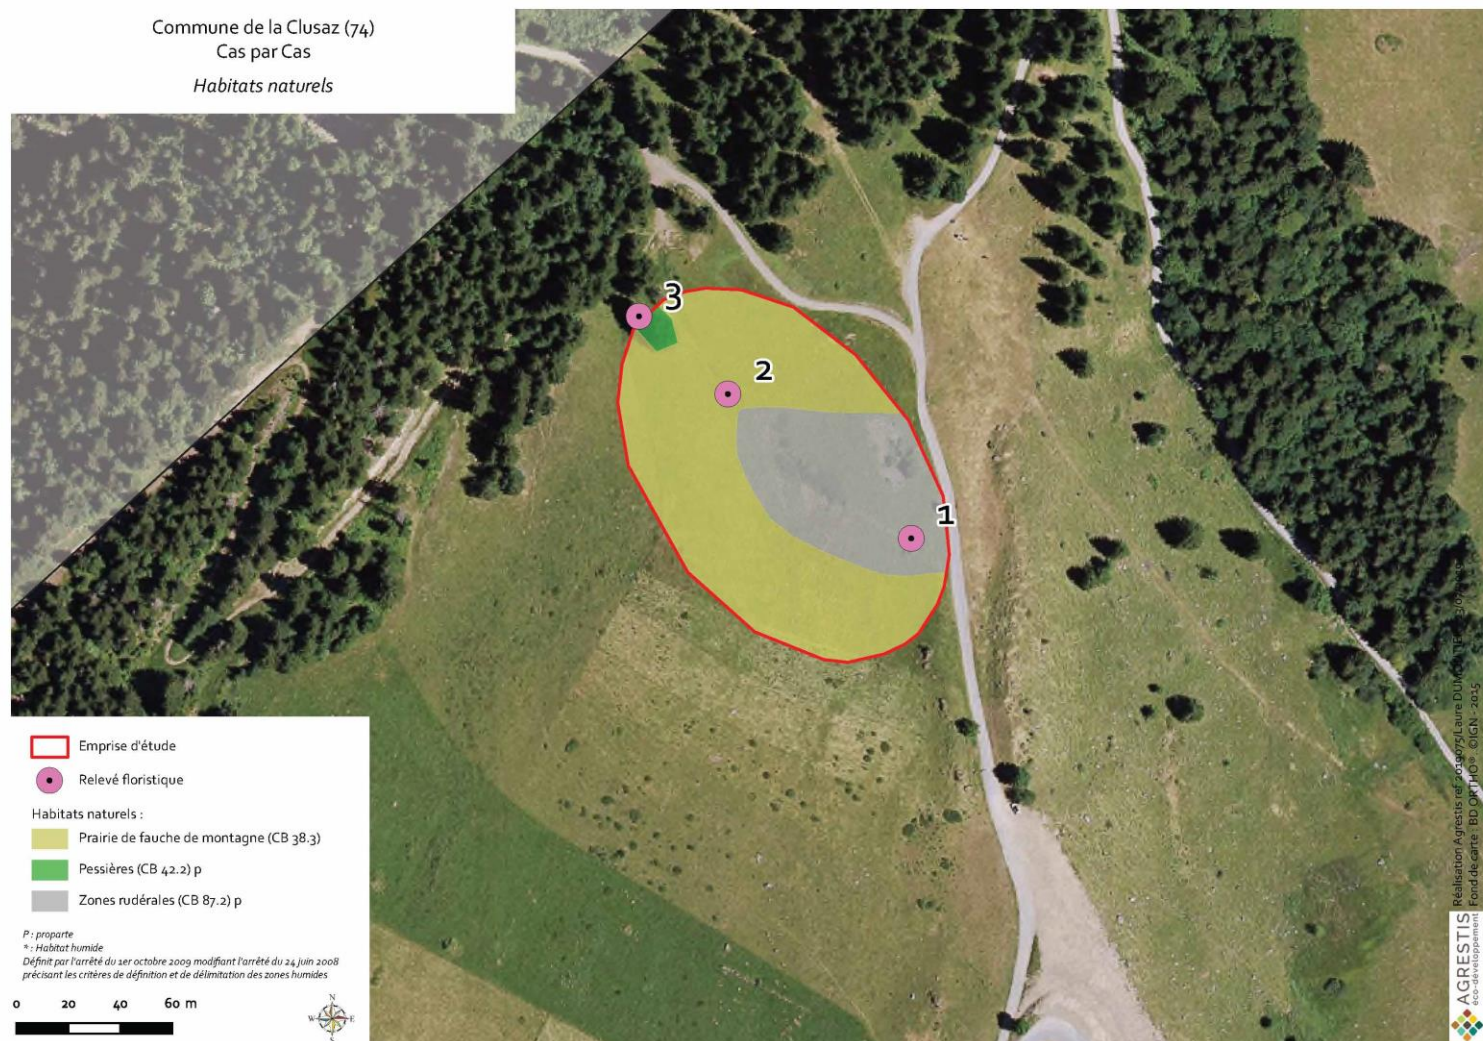 Commune de la Clusaz (74)
Cas par Cas
Habitats naturels
3
2
1
Emprise d'étude
Relevé floristique
Habitats naturels :
Prairie de fauche de montagne (CB 38.3)
Pessières (CB 42.2) p
Zones rudérales (CB 87.2) p
P : proparte
* : Habitat humide
Définit par l'arrêté du 1er octobre 2009 modifiant l'arrêté du 24 juin 2008
précisant les critères de définition et de délimitation des zones humides
0 20 40 60 m
N
W E
S
Réalisation Agrestis ref 2019075/Laure
Fond de carte : BD ORTHO® ©IGN - 2015
AGRESTIS
éco-développement